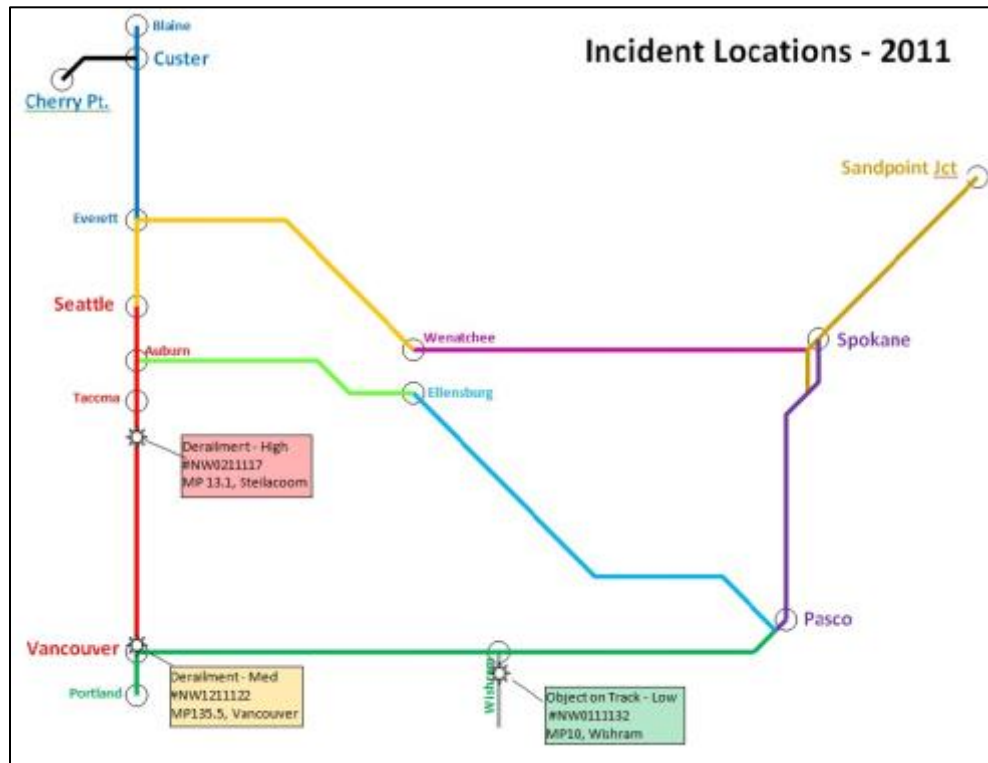 Incident Locations - 2011
Blaine
Custer
Cherry Pt.
Sandpoint Jct
Everett
Seattle
Wenatchee
Spokane
Auburn
Tacoma
Ellensburg
Derailment - High
#NW0211117
MP 13.1, Steilacoom
Pasco
Vancouver
Wishram
Derailment - Med
#NW1211122
MP135.5, Vancouver
Portland
Object on Track - Low
#NW0111132
MP10, Wishram